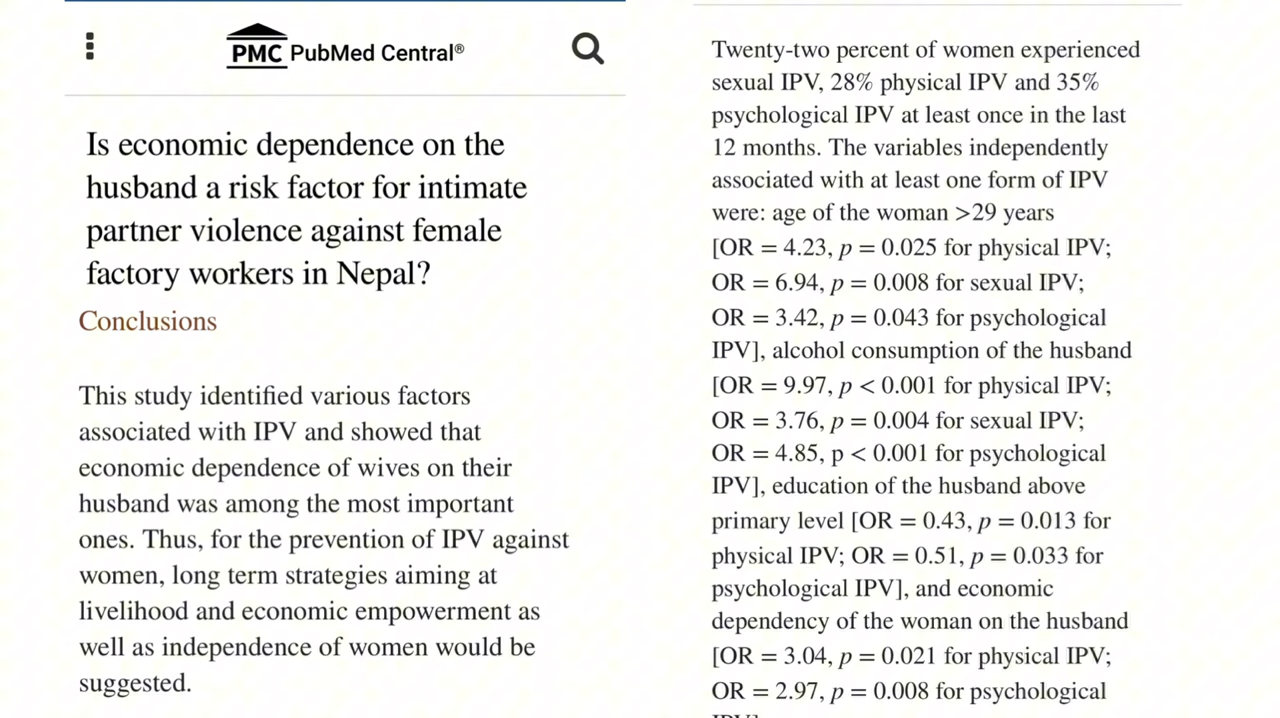 PMC PubMed Central®
Is economic dependence on the
husband a risk factor for intimate
partner violence against female
factory workers in Nepal?
Conclusions
This study identified various factors
associated with IPV and showed that
economic dependence of wives on their
husband was among the most important
ones. Thus, for the prevention of IPV against
women, long term strategies aiming at
livelihood and economic empowerment as
well as independence of women would be
suggested.
Twenty-two percent of women experienced
sexual IPV, 28% physical IPV and 35%
psychological IPV at least once in the last
12 months. The variables independently
associated with at least one form of IPV
were: age of the woman >29 years
[OR = 4.23, p = 0.025 for physical IPV;
OR = 6.94, p = 0.008 for sexual IPV;
OR = 3.42, p = 0.043 for psychological
IPV], alcohol consumption of the husband
[OR = 9.97, p < 0.001 for physical IPV;
OR = 3.76, p = 0.004 for sexual IPV;
OR = 4.85, p < 0.001 for psychological
IPV], education of the husband above
primary level [OR = 0.43, p = 0.013 for
physical IPV; OR = 0.51, p = 0.033 for
psychological IPV], and economic
dependency of the woman on the husband
[OR = 3.04, p = 0.021 for physical IPV;
OR = 2.97, p = 0.008 for psychological